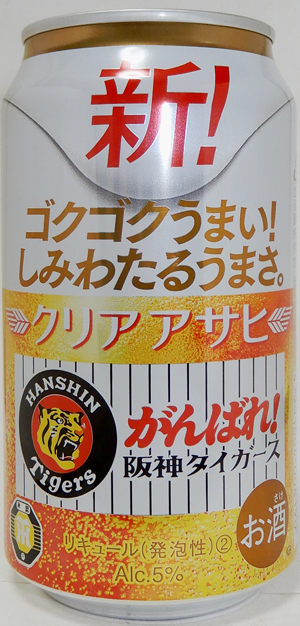 新!
ゴクゴクうまい!
しみわたるうまさ。
クリアアサヒ
HANSHIN
Tigers
がんばれ!
阪神タイガース
さけ
お酒
リキュール(発泡性)②
Alc.5%